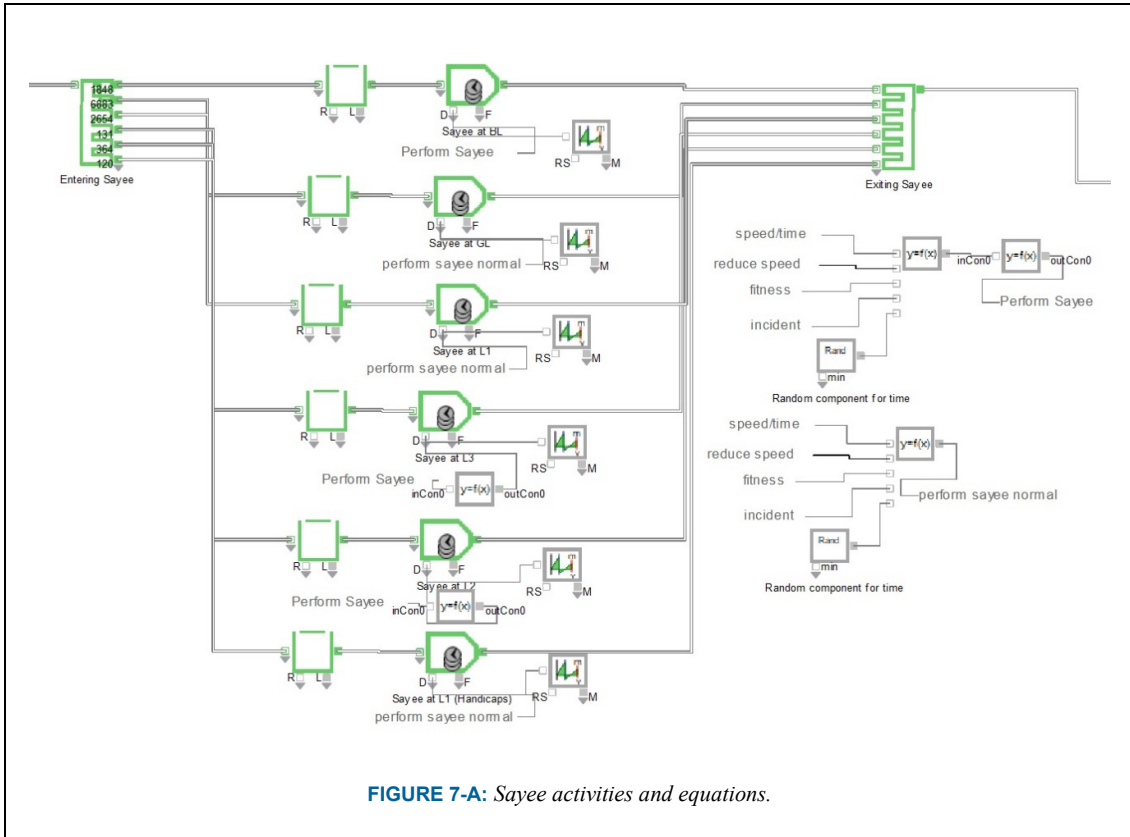 1848
6883
2654
131
364
120
Entering Sayee
R L
D F
Sayee at BL
Perform Sayee
RS M
Exiting Sayee
R L
D F
Sayee at GL
perform sayee normal
RS M
R L
D F
Sayee at L1
perform sayee normal
RS M
R L
D F
Sayee at L3
Perform Sayee
inCon0 y=f(x) outCon0
RS M
R L
D F
Sayee at L2
Perform Sayee
inCon0 y=f(x) outCon0
RS M
R L
D F
Sayee at L1 (Handicaps)
perform sayee normal
RS M
speed/time
reduce speed
fitness
incident
y=f(x) inCon0 y=f(x) outCon0
Perform Sayee
Rand
min
Random component for time
speed/time
reduce speed
fitness
incident
y=f(x)
perform sayee normal
Rand
min
Random component for time
FIGURE 7-A: Sayee activities and equations.